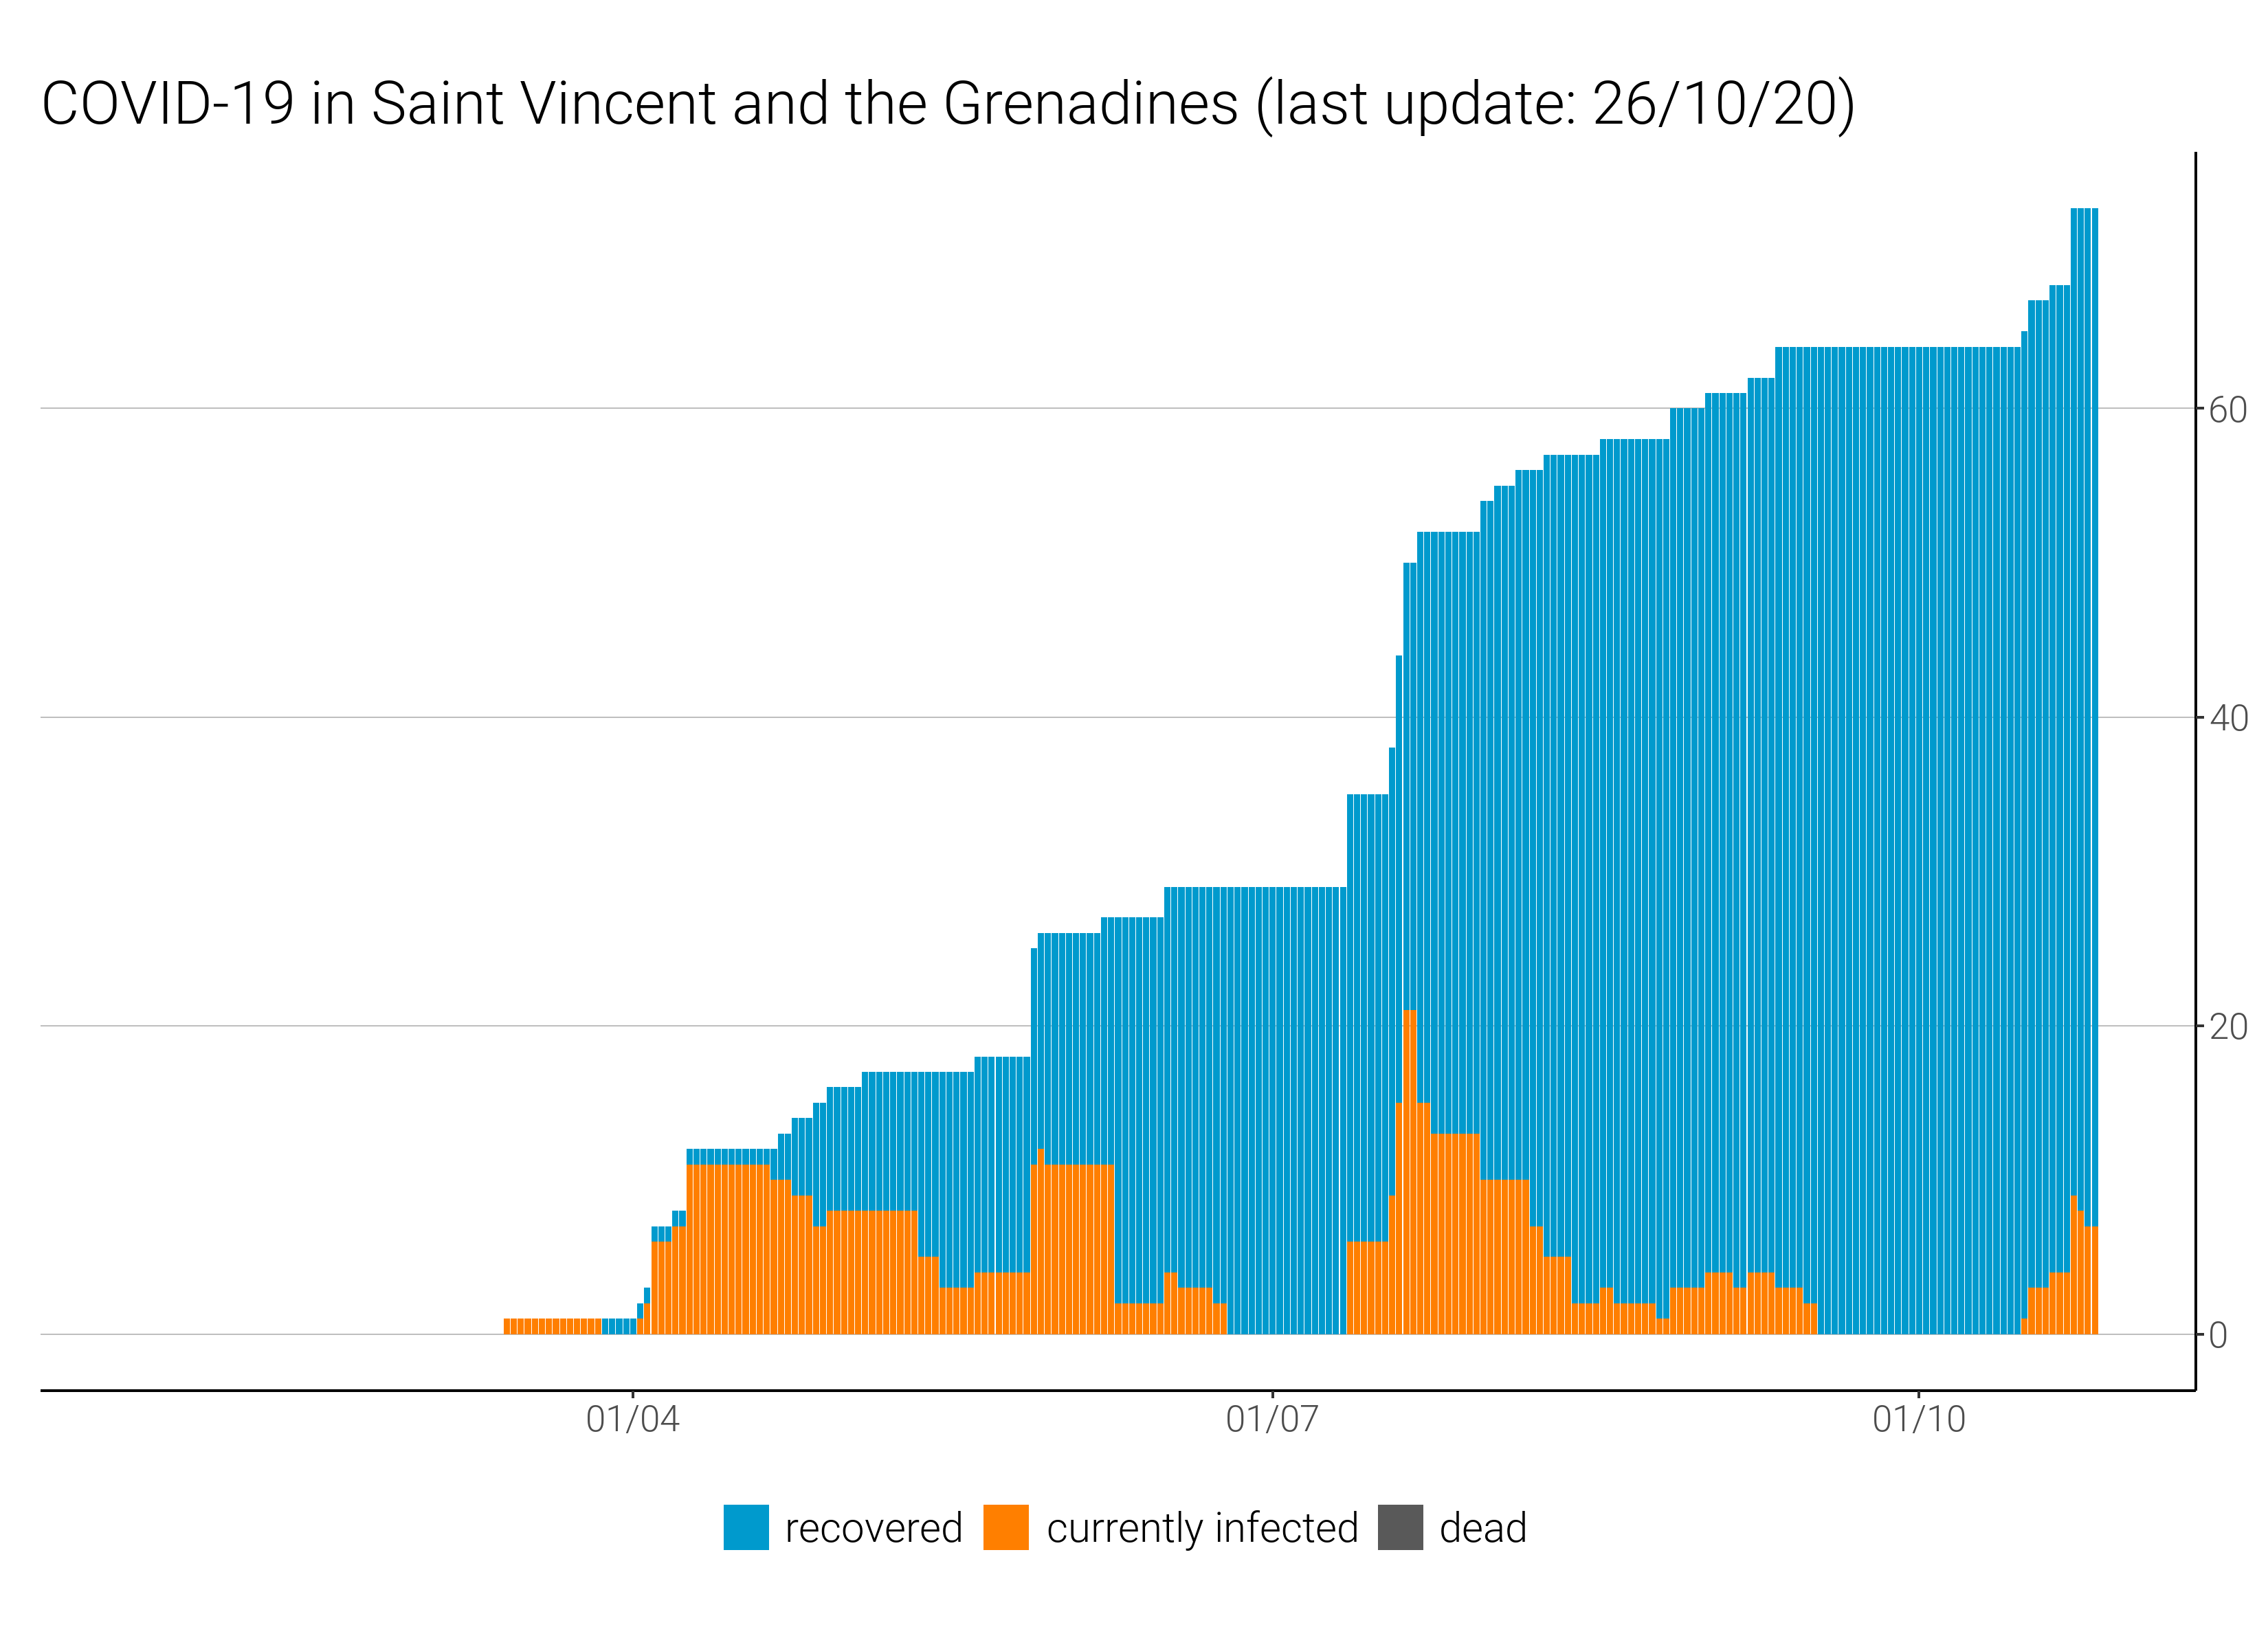 COVID-19 in Saint Vincent and the Grenadines (last update: 26/10/20)
60
40
20
0
01/04 01/07 01/10
recovered currently infected dead